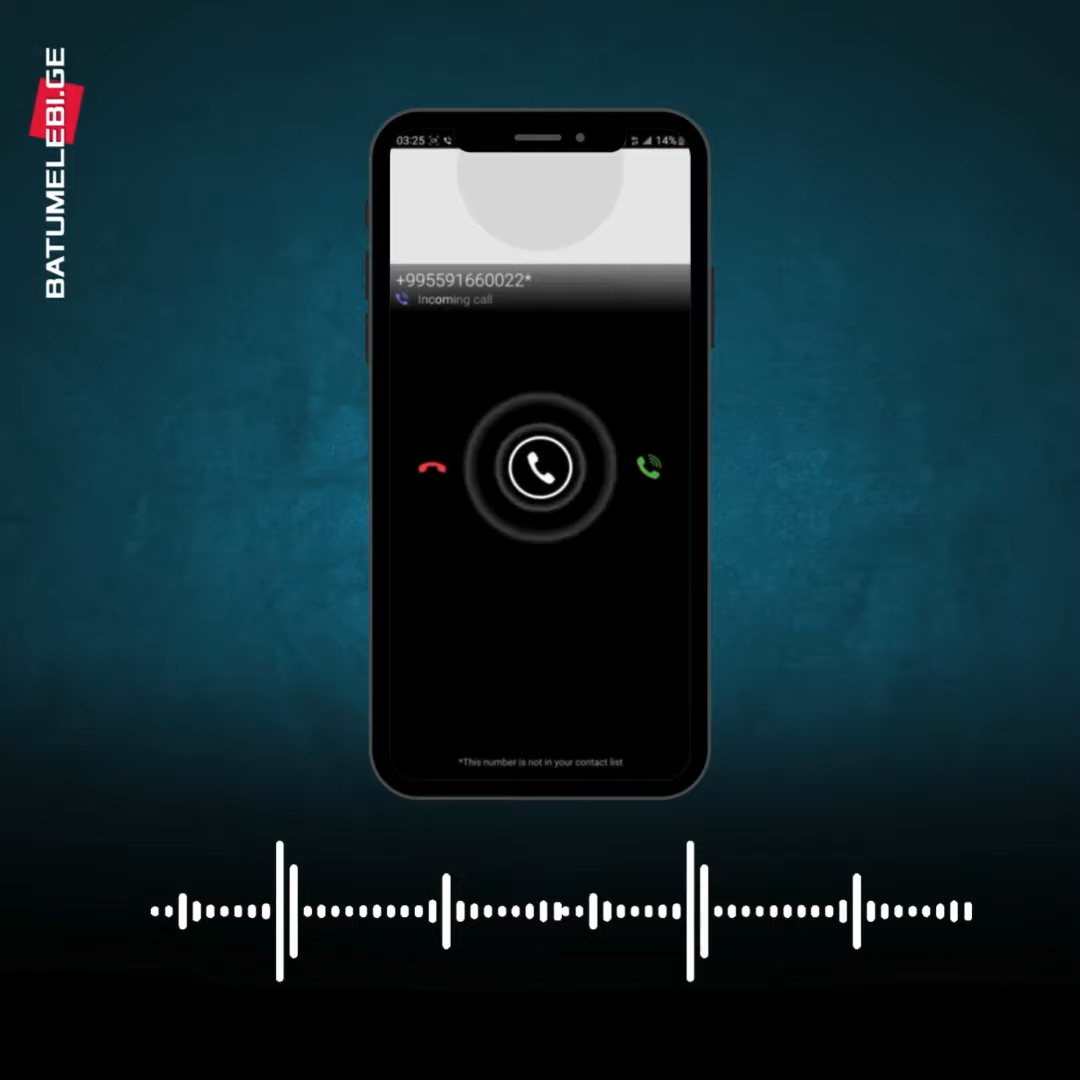 BATUMELEBI.GE
03:25
14%
+995591660022*
Incoming call
*This number is not in your contact list